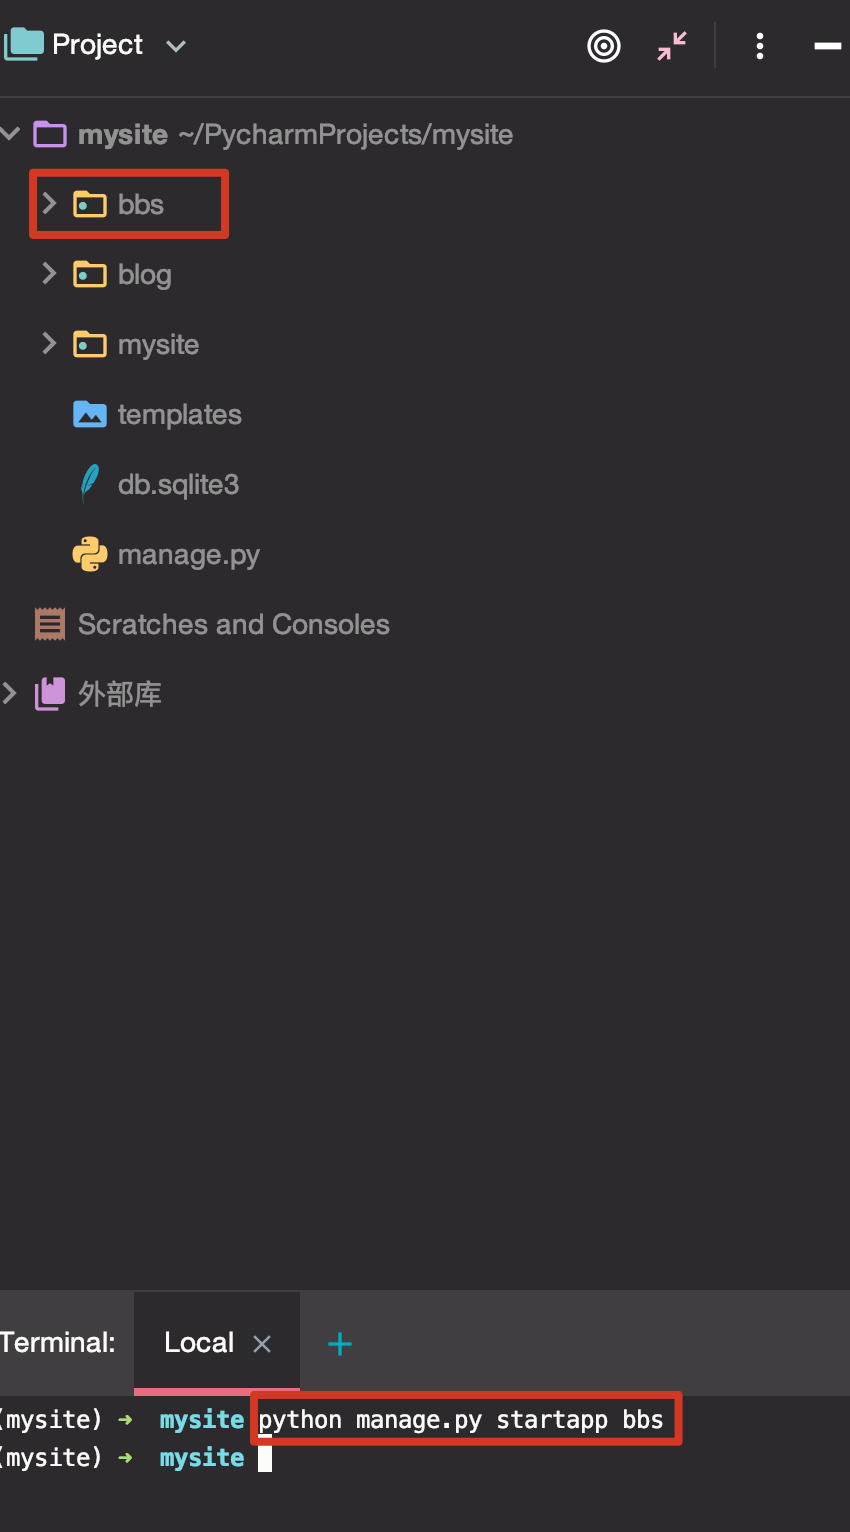 Project
mysite ~/PycharmProjects/mysite
bbs
blog
mysite
templates
db.sqlite3
manage.py
Scratches and Consoles
外部库
Terminal: Local × +
(mysite) → mysite python manage.py startapp bbs
(mysite) → mysite